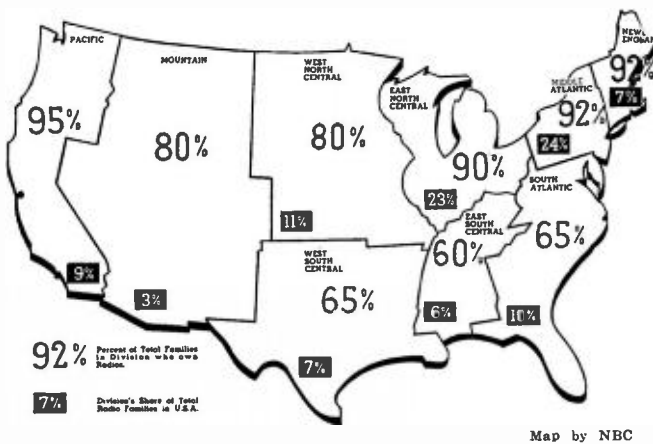 PACIFIC
95%
9%
MOUNTAIN
80%
3%
WEST
NORTH
CENTRAL
80%
11%
EAST
NORTH
CENTRAL
90%
23%
NEW
ENGLAND
92%
7%
MIDDLE
ATLANTIC
92%
24%
SOUTH
ATLANTIC
65%
10%
EAST
SOUTH
CENTRAL
60%
6%
WEST
SOUTH
CENTRAL
65%
7%
92% Percent of Total Families
in Division who own
Radios.
7% Division's Share of Total
Radio Families in U.S.A.
Map by NBC